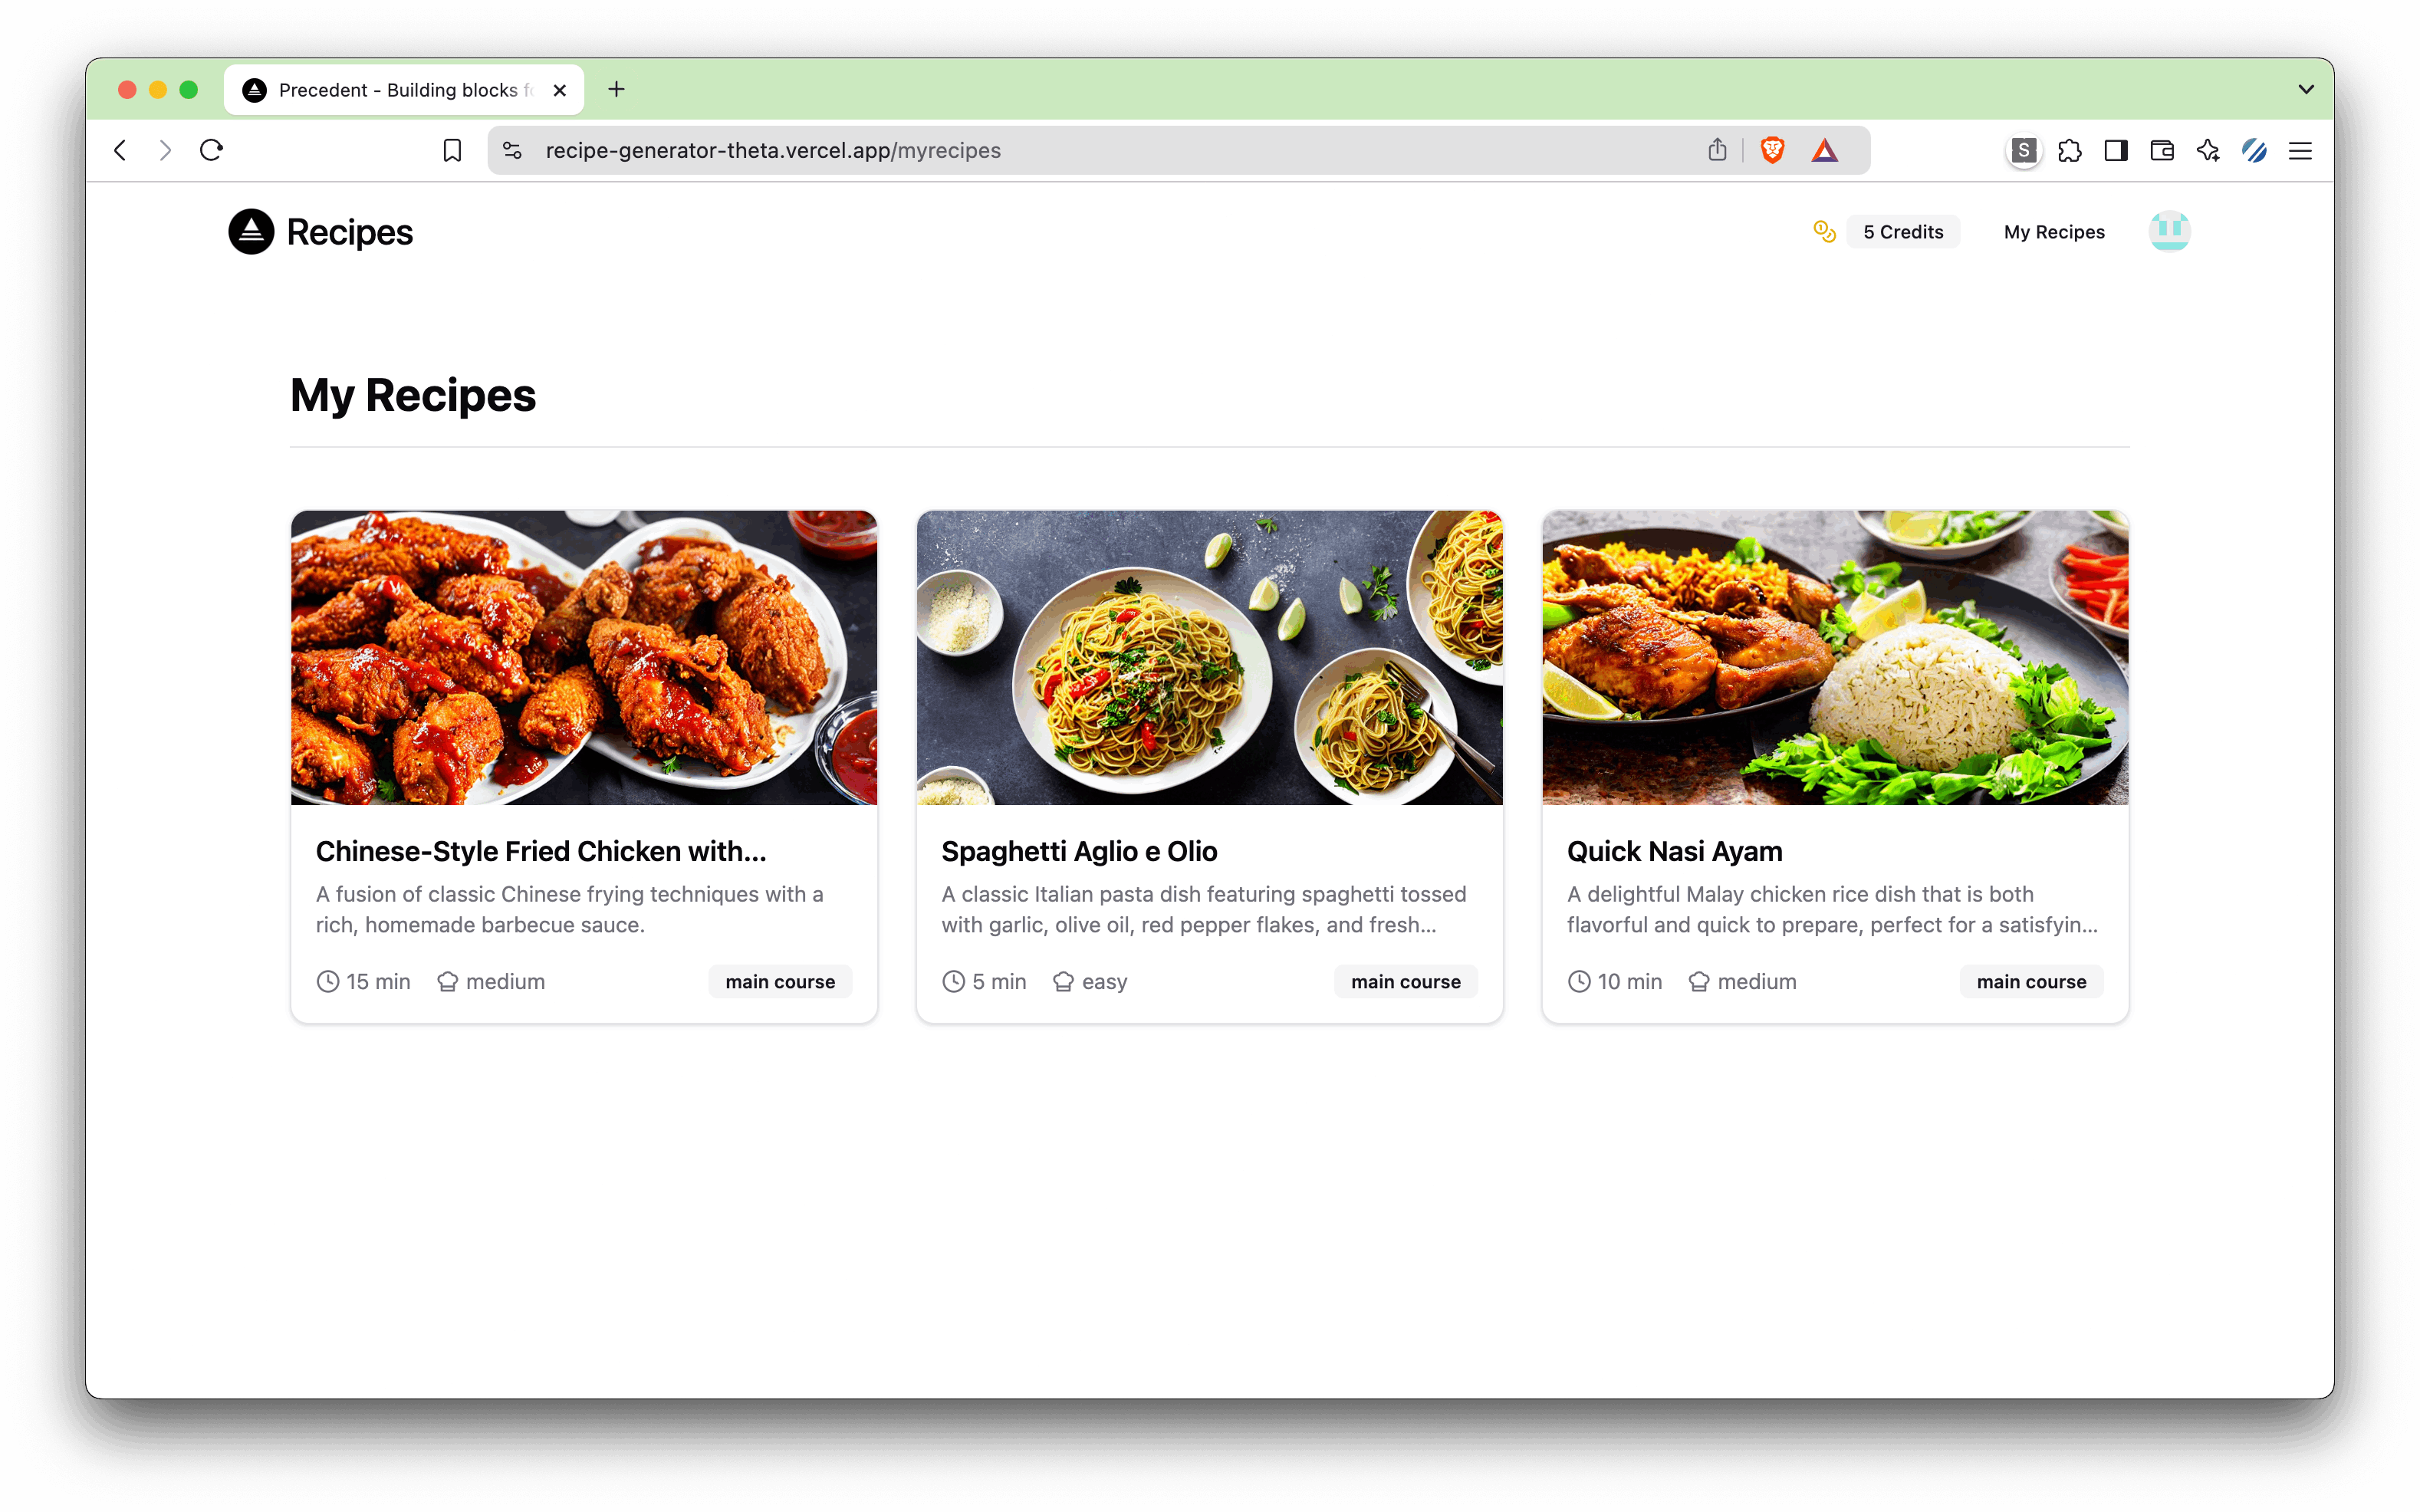 Precedent - Building blocks f
recipe-generator-theta.vercel.app/myrecipes
S
Recipes
5 Credits
My Recipes
My Recipes
Chinese-Style Fried Chicken with...
A fusion of classic Chinese frying techniques with a
rich, homemade barbecue sauce.
15 min
medium
main course
Spaghetti Aglio e Olio
A classic Italian pasta dish featuring spaghetti tossed
with garlic, olive oil, red pepper flakes, and fresh...
5 min
easy
main course
Quick Nasi Ayam
A delightful Malay chicken rice dish that is both
flavorful and quick to prepare, perfect for a satisfyin...
10 min
medium
main course